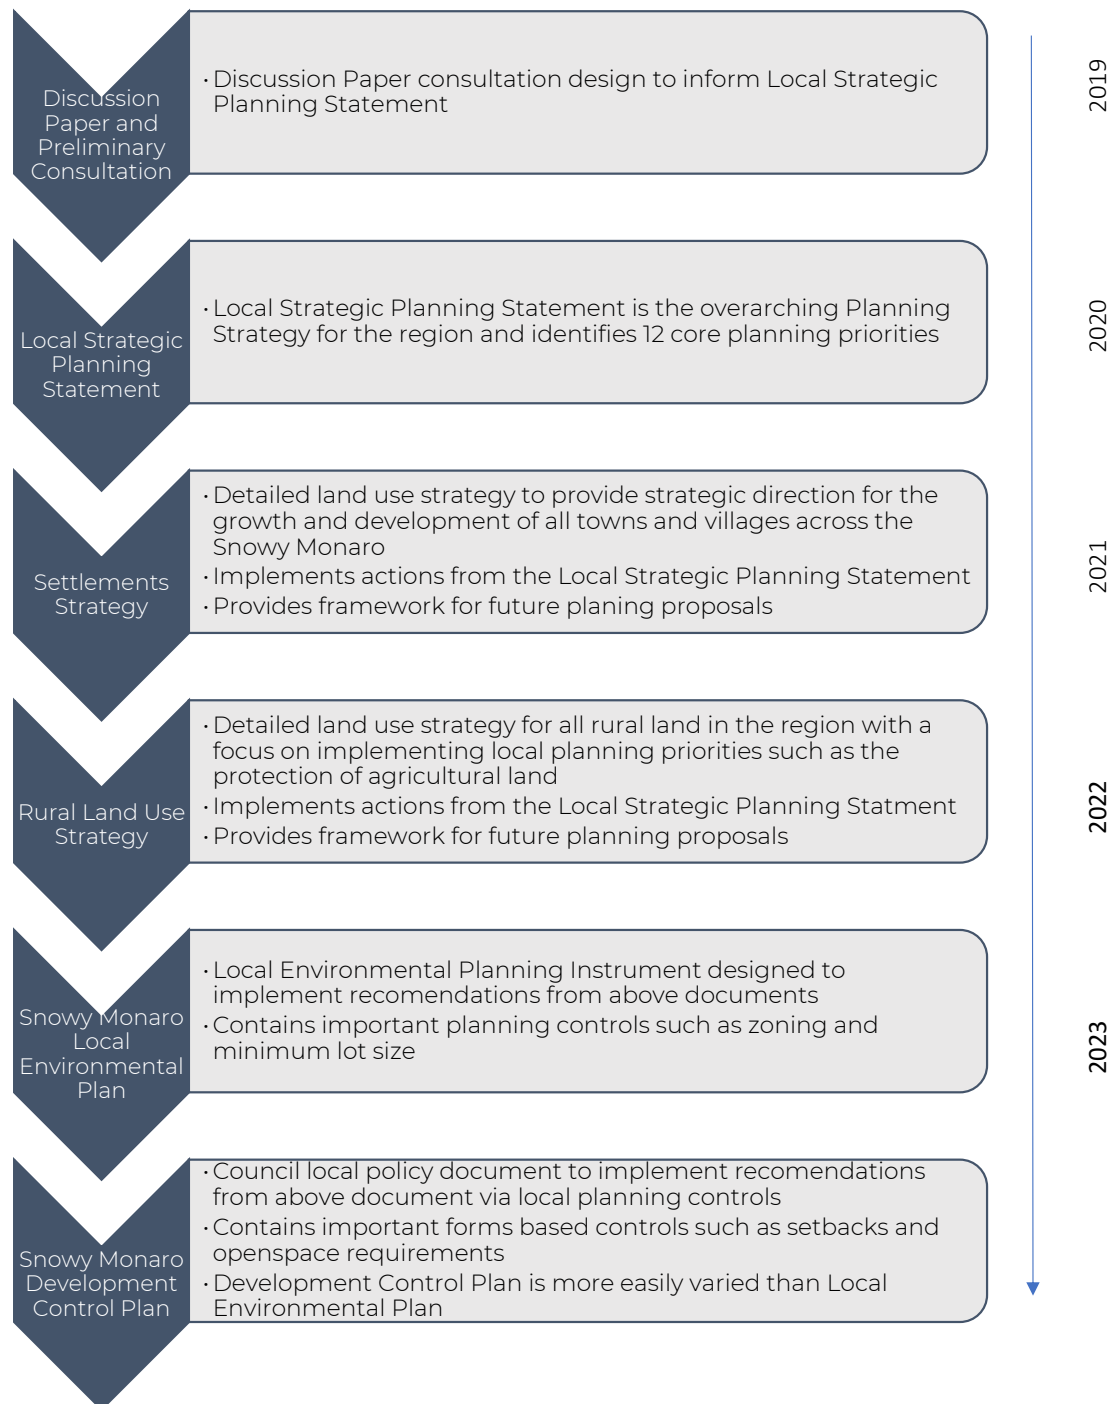 Discussion
Paper and
Preliminary
Consultation
· Discussion Paper consultation design to inform Local Strategic
Planning Statement
2019
Local Strategic
Planning
Statement
· Local Strategic Planning Statement is the overarching Planning
Strategy for the region and identifies 12 core planning priorities
2020
Settlements
Strategy
· Detailed land use strategy to provide strategic direction for the
growth and development of all towns and villages across the
Snowy Monaro
· Implements actions from the Local Strategic Planning Statement
· Provides framework for future planing proposals
2021
Rural Land Use
Strategy
· Detailed land use strategy for all rural land in the region with a
focus on implementing local planning priorities such as the
protection of agricultural land
· Implements actions from the Local Strategic Planning Statment
· Provides framework for future planning proposals
2022
Snowy Monaro
Local
Environmental
Plan
· Local Environmental Planning Instrument designed to
implement recomendations from above documents
· Contains important planning controls such as zoning and
minimum lot size
2023
Snowy Monaro
Development
Control Plan
· Council local policy document to implement recomendations
from above document via local planning controls
· Contains important forms based controls such as setbacks and
openspace requirements
· Development Control Plan is more easily varied than Local
Environmental Plan